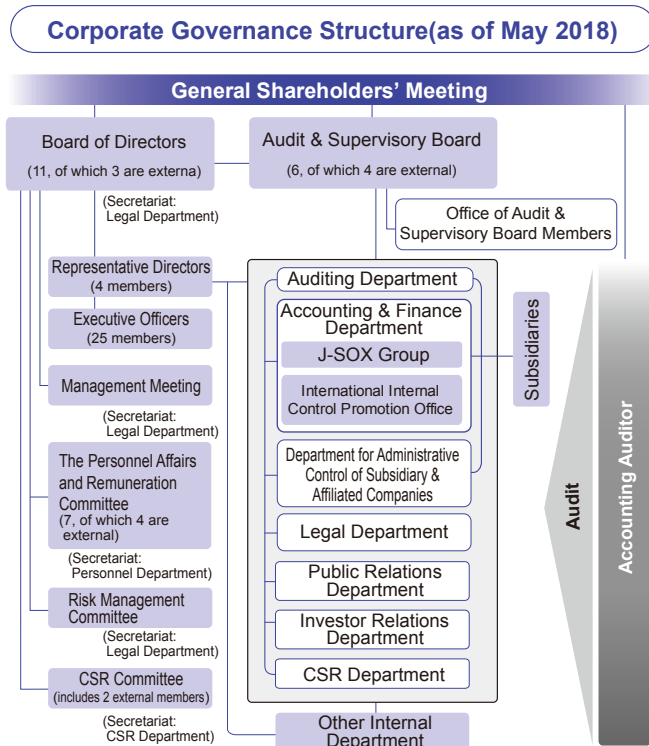 Corporate Governance Structure(as of May 2018)
General Shareholders' Meeting
Board of Directors
(11, of which 3 are externa)
(Secretariat:
Legal Department)
Audit & Supervisory Board
(6, of which 4 are external)
Office of Audit &
Supervisory Board Members
Representative Directors
(4 members)
Executive Officers
(25 members)
Management Meeting
(Secretariat:
Legal Department)
The Personnel Affairs
and Remuneration
Committee
(7, of which 4 are
external)
(Secretariat:
Personnel Department)
Risk Management
Committee
(Secretariat:
Legal Department)
CSR Committee
(includes 2 external members)
(Secretariat:
CSR Department)
Auditing Department
Accounting & Finance
Department
J-SOX Group
International Internal
Control Promotion Office
Department for Administrative
Control of Subsidiary &
Affiliated Companies
Legal Department
Public Relations
Department
Investor Relations
Department
CSR Department
Other Internal
Department
Subsidiaries
Audit
Accounting Auditor